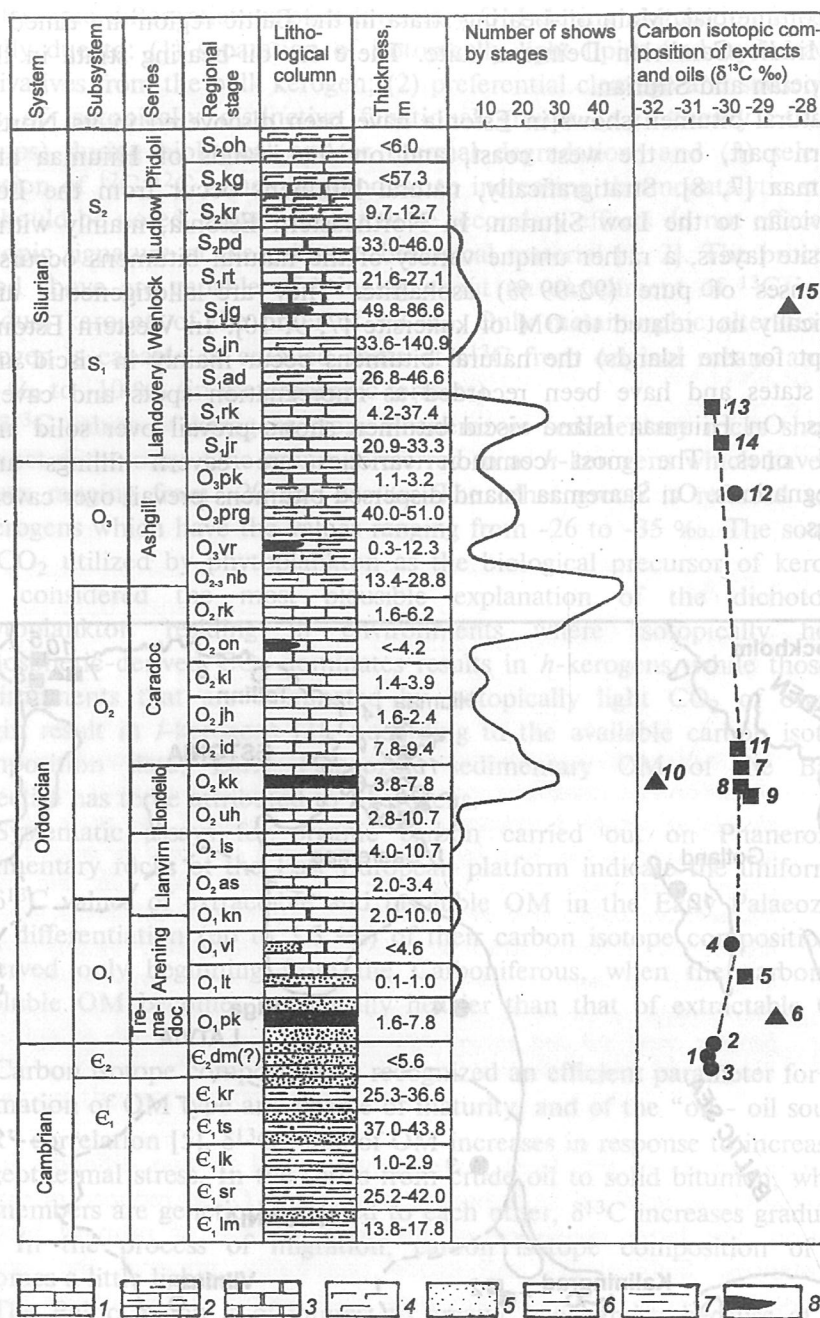 System
Subsystem
Series
Regional stage
Litho-
logical
column
Thickness,
m
Number of shows
by stages
Carbon isotopic com-
position of extracts
and oils (δ¹³C ‰)
10 20 30 40
-32 -30 -28
Silurian
Ordovician
Cambrian
S₂
S₁
O₃
O₂
O₁
Є₂
Є₁
Přidoli
Ludlow
Wenlock
Llandovery
Ashgill
Caradoc
Llandeilo
Llanvirn
Arening
Tre-
ma-
doc.
S₂oh <6.0
S₂kg <57.3
S₂kr 9.7-12.7
S₂pd 33.0-46.0
S₁rt 21.6-37.7
S₁jg 49.8-86.8
S₁jn 33.6-140.9
S₁ad 26.8-46.1
S₁rk 4.2-37.4
S₁jr 20.9-38.3
O₃pk 1.1-3.2
O₃prg 40.0-51.0
O₃vr 0.3-12.3
O₂₋₃nb 13.4-28.8
O₂rk 1.6-6.2
O₂on <-4.2
O₂kl 1.4-3.9
O₂jh 1.6-2.4
O₂id 7.8-9.4
O₂kk 3.8-7.8
O₂uh 2.8-10.7
O₂ls 4.0-10.7
O₂as 2.0-3.4
O₁kn 2.0-10.0
O₁vl <4.6
O₁lt 0.1-1.0
O₁pk 1.6-7.8
Є₂dm(?) <5.6
Є₁kr 25.3-36.6
Є₁ts 37.0-43.8
Є₁lk 1.0-2.9
Є₁sr 25.2-42.0
Є₁lm 13.8-17.8
15
13
14
12
11
7
10
8
9
4
5
6
2
1
3
1 2 3 4 5 6 7 8